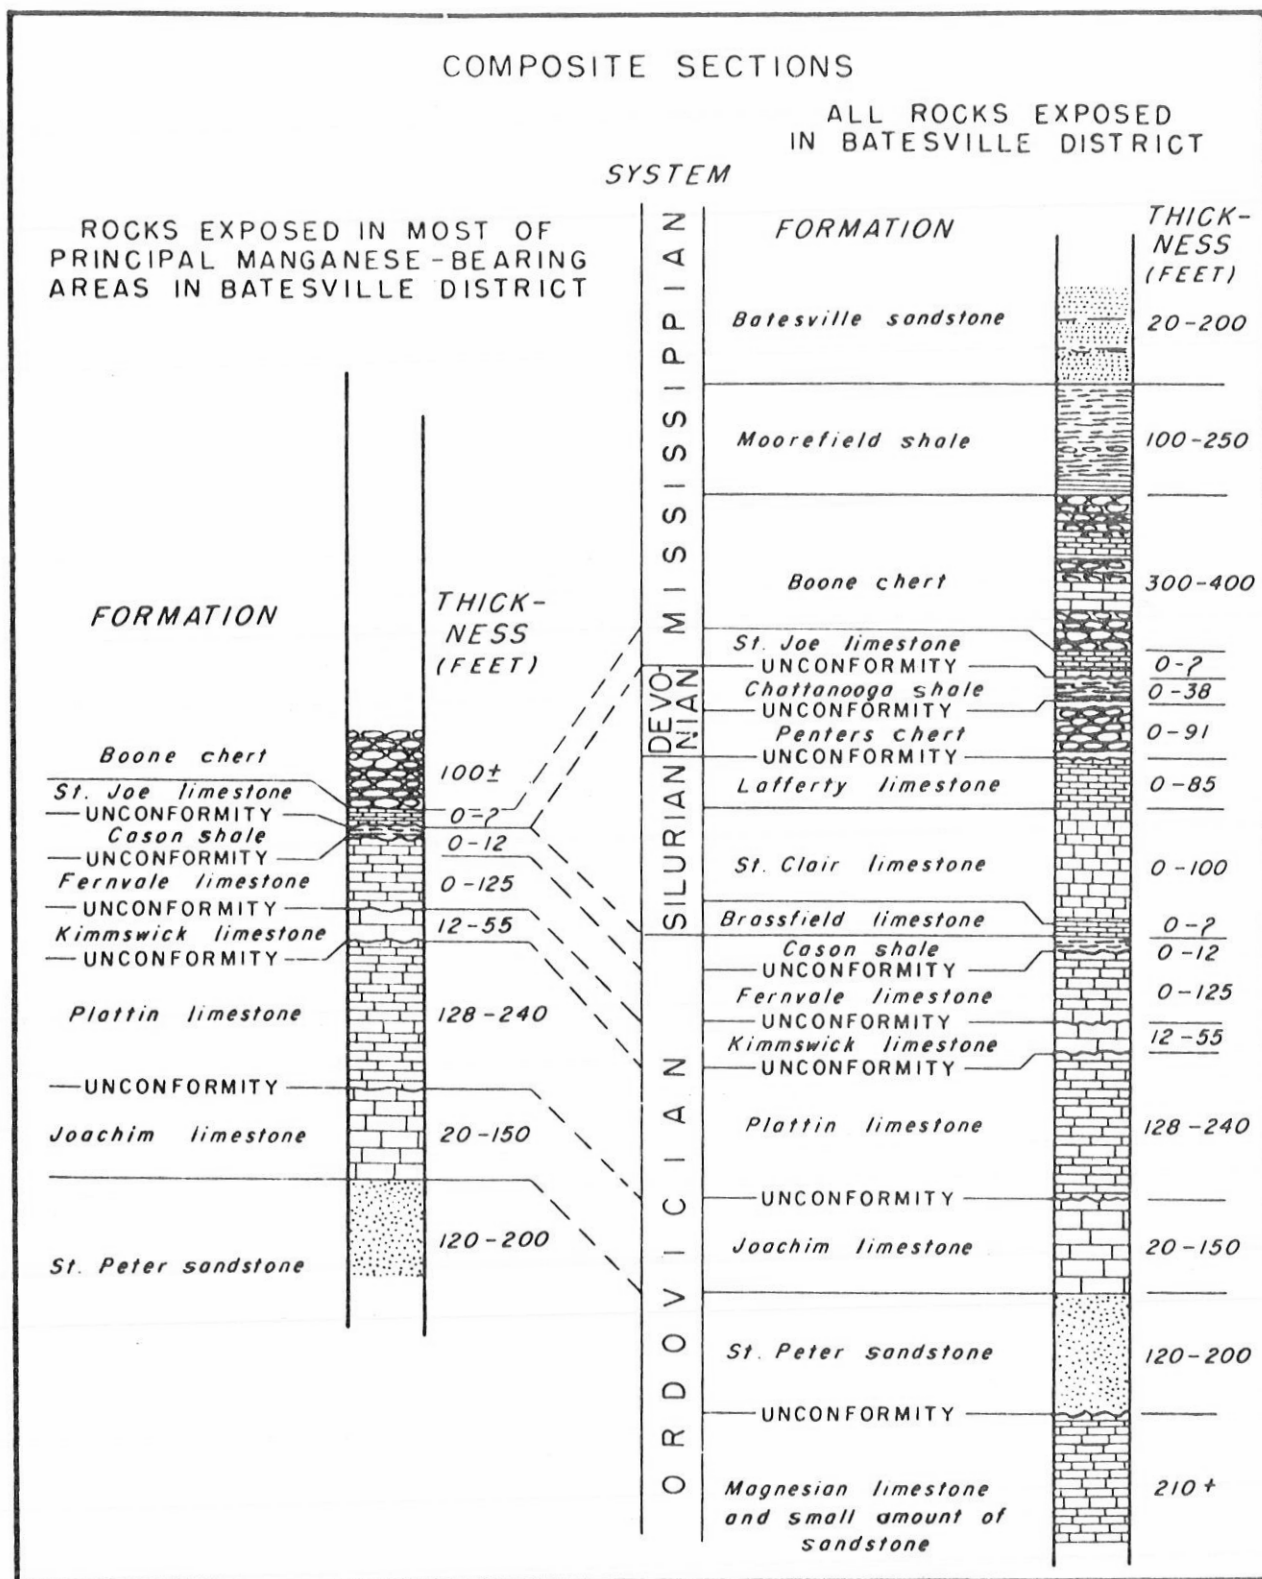 COMPOSITE SECTIONS
ALL ROCKS EXPOSED
IN BATESVILLE DISTRICT
SYSTEM
ROCKS EXPOSED IN MOST OF
PRINCIPAL MANGANESE-BEARING
AREAS IN BATESVILLE DISTRICT
FORMATION
THICK-
NESS
(FEET)
Boone chert
100±
St. Joe limestone
0-?
UNCONFORMITY
Cason shale
0-12
UNCONFORMITY
Fernvale limestone
0-125
UNCONFORMITY
Kimmswick limestone
12-55
UNCONFORMITY
Plattin limestone
128-240
UNCONFORMITY
Joachim limestone
20-150
St. Peter sandstone
120-200
MISSISSIPPIAN
DEVO-
NIAN
SILURIAN
ORDOVICIAN
FORMATION
THICK-
NESS
(FEET)
Batesville sandstone
20-200
Moorefield shale
100-250
Boone chert
300-400
St. Joe limestone
UNCONFORMITY
0-?
Chattanooga shale
0-38
UNCONFORMITY
Penters chert
0-91
UNCONFORMITY
Lafferty limestone
0-85
St. Clair limestone
0-100
Brassfield limestone
0-?
Cason shale
0-12
UNCONFORMITY
Fernvale limestone
0-125
UNCONFORMITY
Kimmswick limestone
12-55
UNCONFORMITY
Plattin limestone
128-240
UNCONFORMITY
Joachim limestone
20-150
St. Peter sandstone
120-200
UNCONFORMITY
Magnesian limestone
and small amount of
sandstone
210+